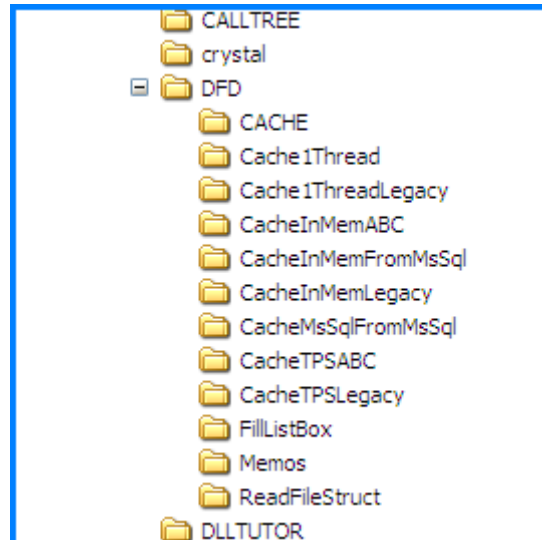 CALLTREE
crystal
DFD
CACHE
Cache1Thread
Cache1ThreadLegacy
CacheInMemABC
CacheInMemFromMsSql
CacheInMemLegacy
CacheMsSqlFromMsSql
CacheTPSABC
CacheTPSLegacy
FillListBox
Memos
ReadFileStruct
DLLTUTOR